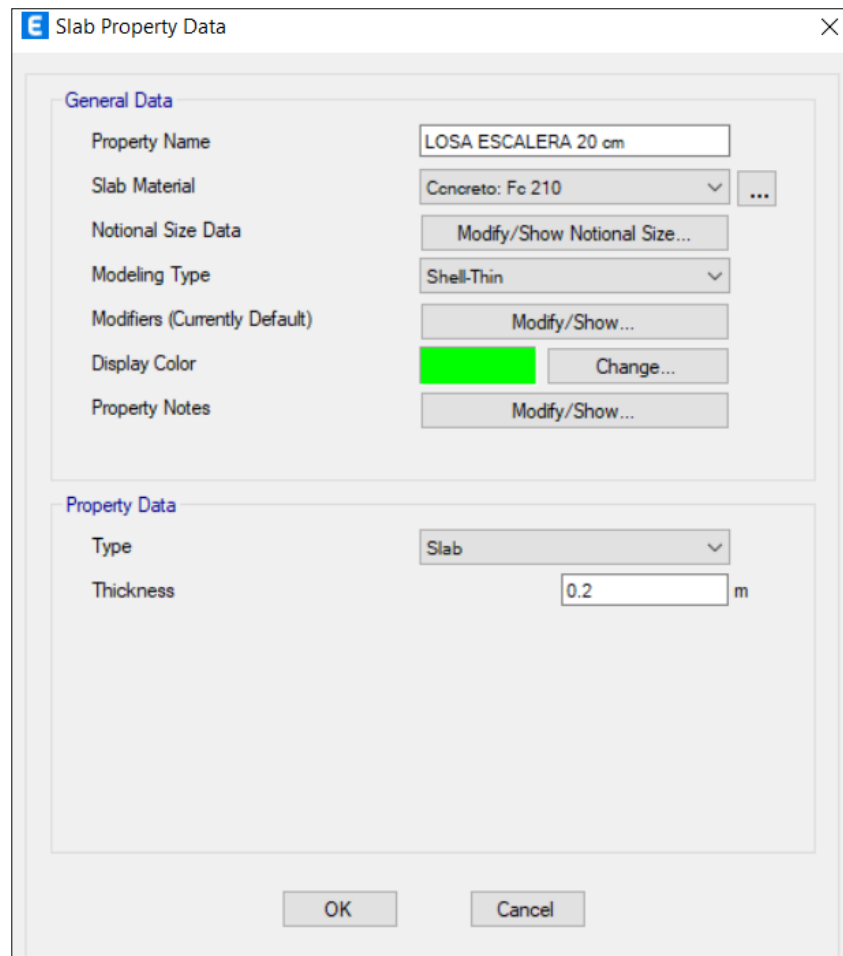 E Slab Property Data
General Data
Property Name LOSA ESCALERA 20 cm
Slab Material Concreto: Fc 210 ...
Notional Size Data Modify/Show Notional Size...
Modeling Type Shell-Thin
Modifiers (Currently Default) Modify/Show...
Display Color Change...
Property Notes Modify/Show...
Property Data
Type Slab
Thickness 0.2 m
OK Cancel